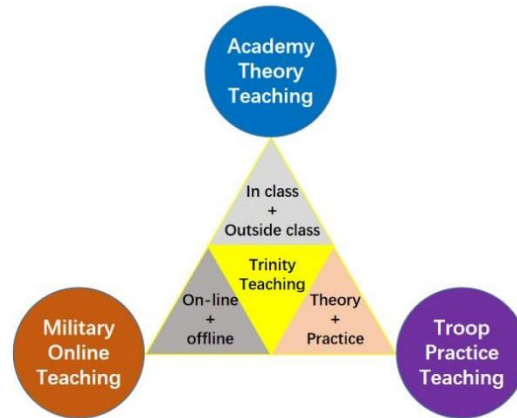 Academy
Theory
Teaching
In class
+
Outside class
Trinity
Teaching
On-line
+
offline
Theory
+
Practice
Military
Online
Teaching
Troop
Practice
Teaching